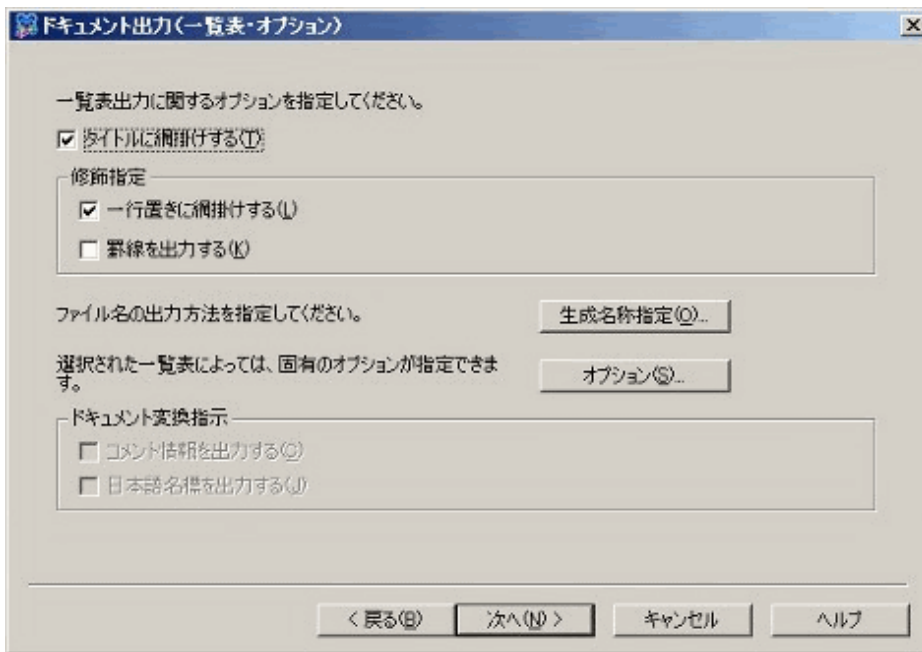 ドキュメント出力(一覧表・オプション)
一覧表出力に関するオプションを指定してください。
タイトルに網掛けする(T)
修飾指定
一行置きに網掛けする(L)
罫線を出力する(K)
ファイル名の出力方法を指定してください。
生成名称指定(O)...
選択された一覧表によっては、固有のオプションが指定できま
す。
オプション(S)...
ドキュメント変換指示
コメント情報を出力する(C)
日本語名標を出力する(J)
< 戻る(B)
次へ(N) >
キャンセル
ヘルプ